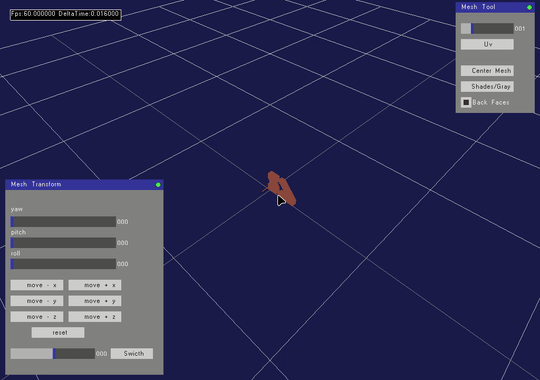 Fps:60.000000 DeltaTime:0.016000
Mesh Tool
001
Uv
Center Mesh
Shades/Gray
Back Faces
Mesh Transform
yaw
000
pitch
000
roll
000
move - x move + x
move - y move + y
move - z move + z
reset
000 Swicth